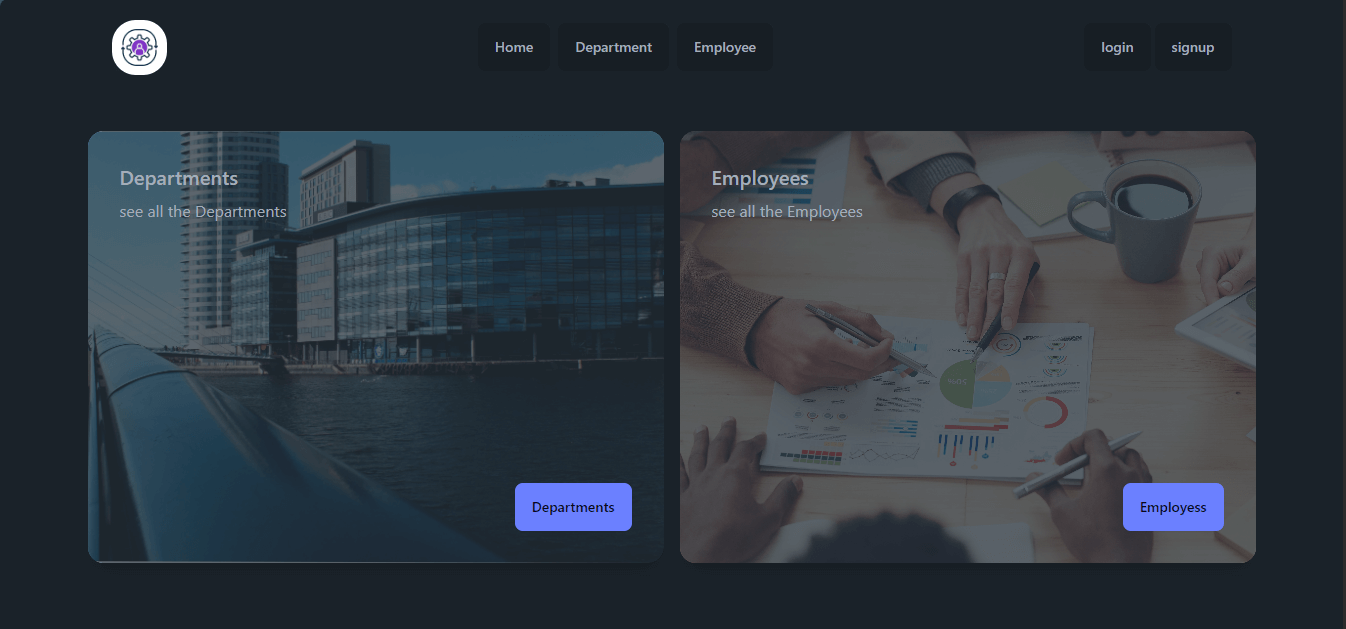 Home
Department
Employee
login
signup
Departments
see all the Departments
Departments
Employees
see all the Employees
Employess